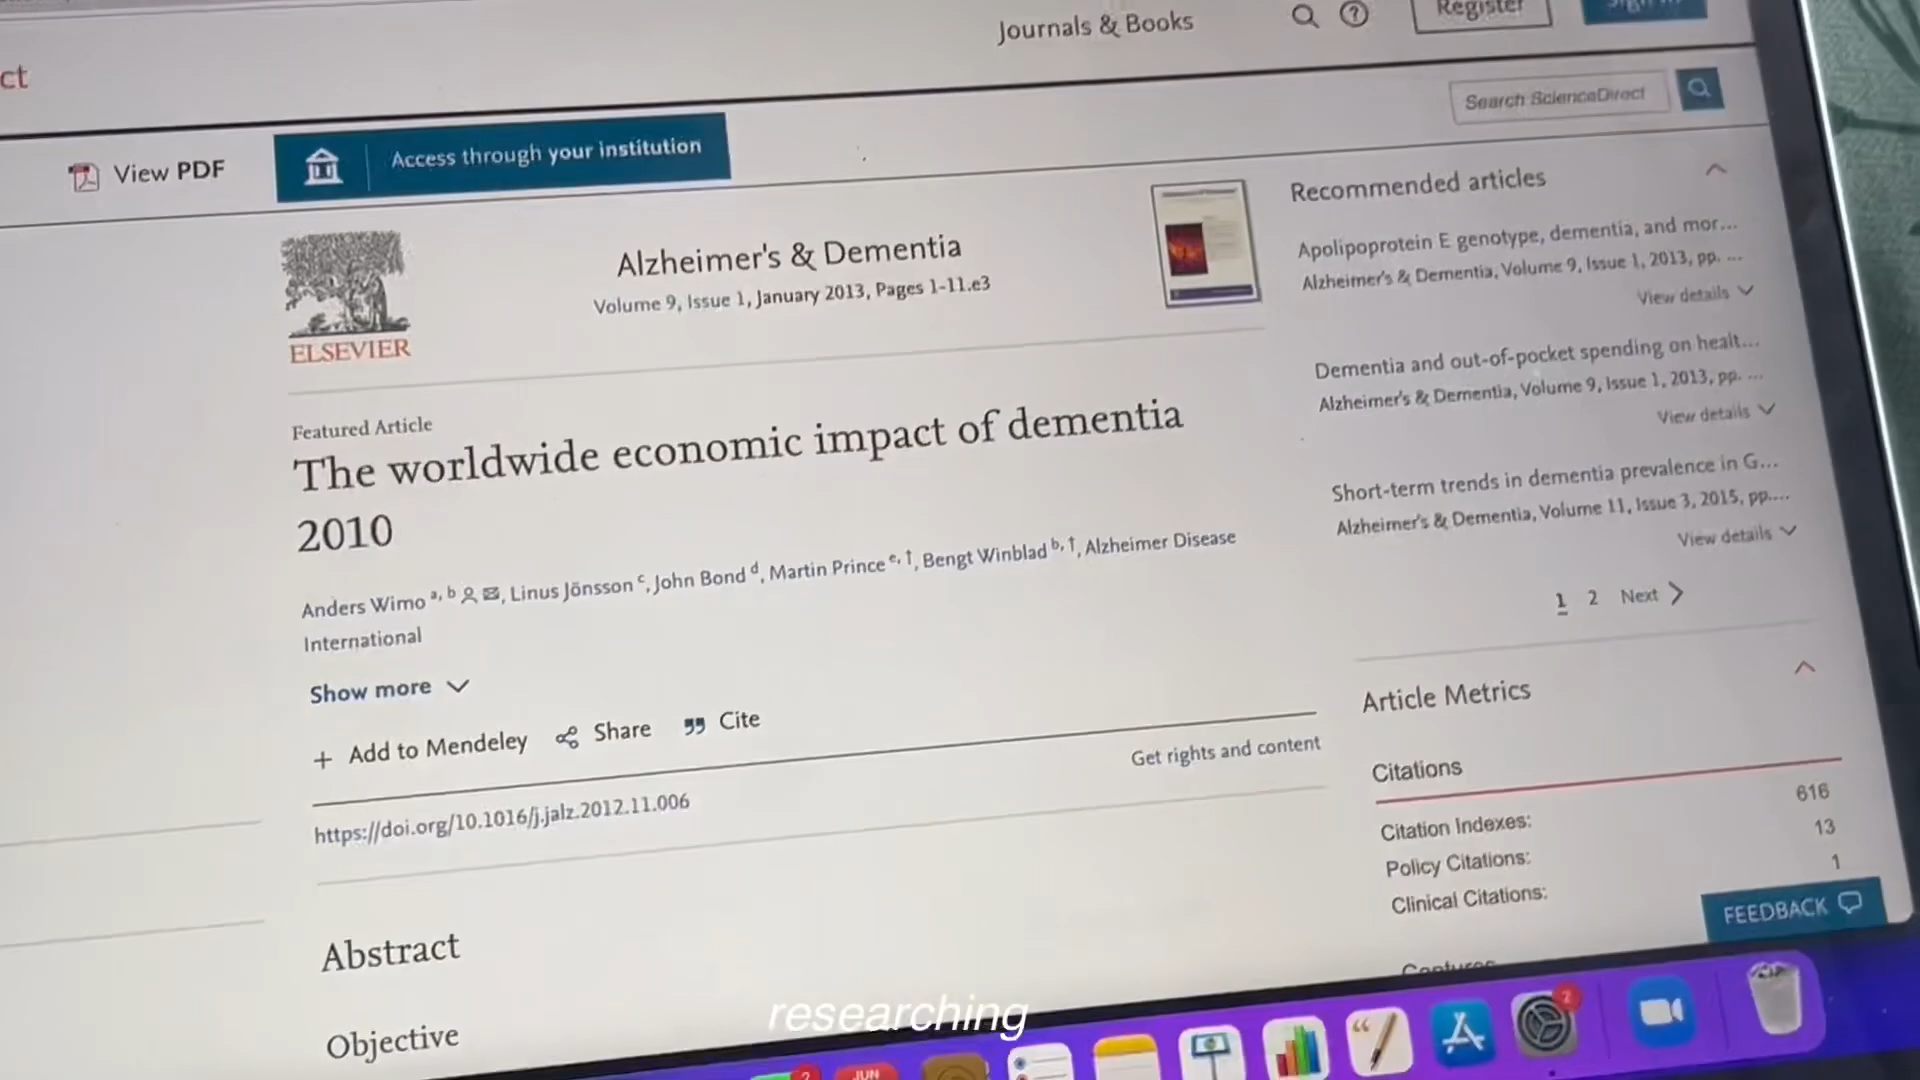 Journals & Books
Register
ct
Search ScienceDirect
View PDF
Access through your institution
ELSEVIER
Alzheimer's & Dementia
Volume 9, Issue 1, January 2013, Pages 1-11.e3
Featured Article
The worldwide economic impact of dementia
2010
Anders Wimo a, b, Linus Jönsson c, John Bond d, Martin Prince e, †, Bengt Winblad b, †, Alzheimer Disease
International
Show more
+ Add to Mendeley Share Cite
Get rights and content
https://doi.org/10.1016/j.jalz.2012.11.006
Abstract
Objective
Recommended articles
Apolipoprotein E genotype, dementia, and mor...
Alzheimer's & Dementia, Volume 9, Issue 1, 2013, pp. ...
View details
Dementia and out-of-pocket spending on healt...
Alzheimer's & Dementia, Volume 9, Issue 1, 2013, pp. ...
View details
Short-term trends in dementia prevalence in G...
Alzheimer's & Dementia, Volume 11, Issue 3, 2015, pp....
View details
1 2 Next
Article Metrics
Citations
Citation Indexes: 616
Policy Citations: 13
Clinical Citations: 1
FEEDBACK
Captures
researching
2
JUN
2